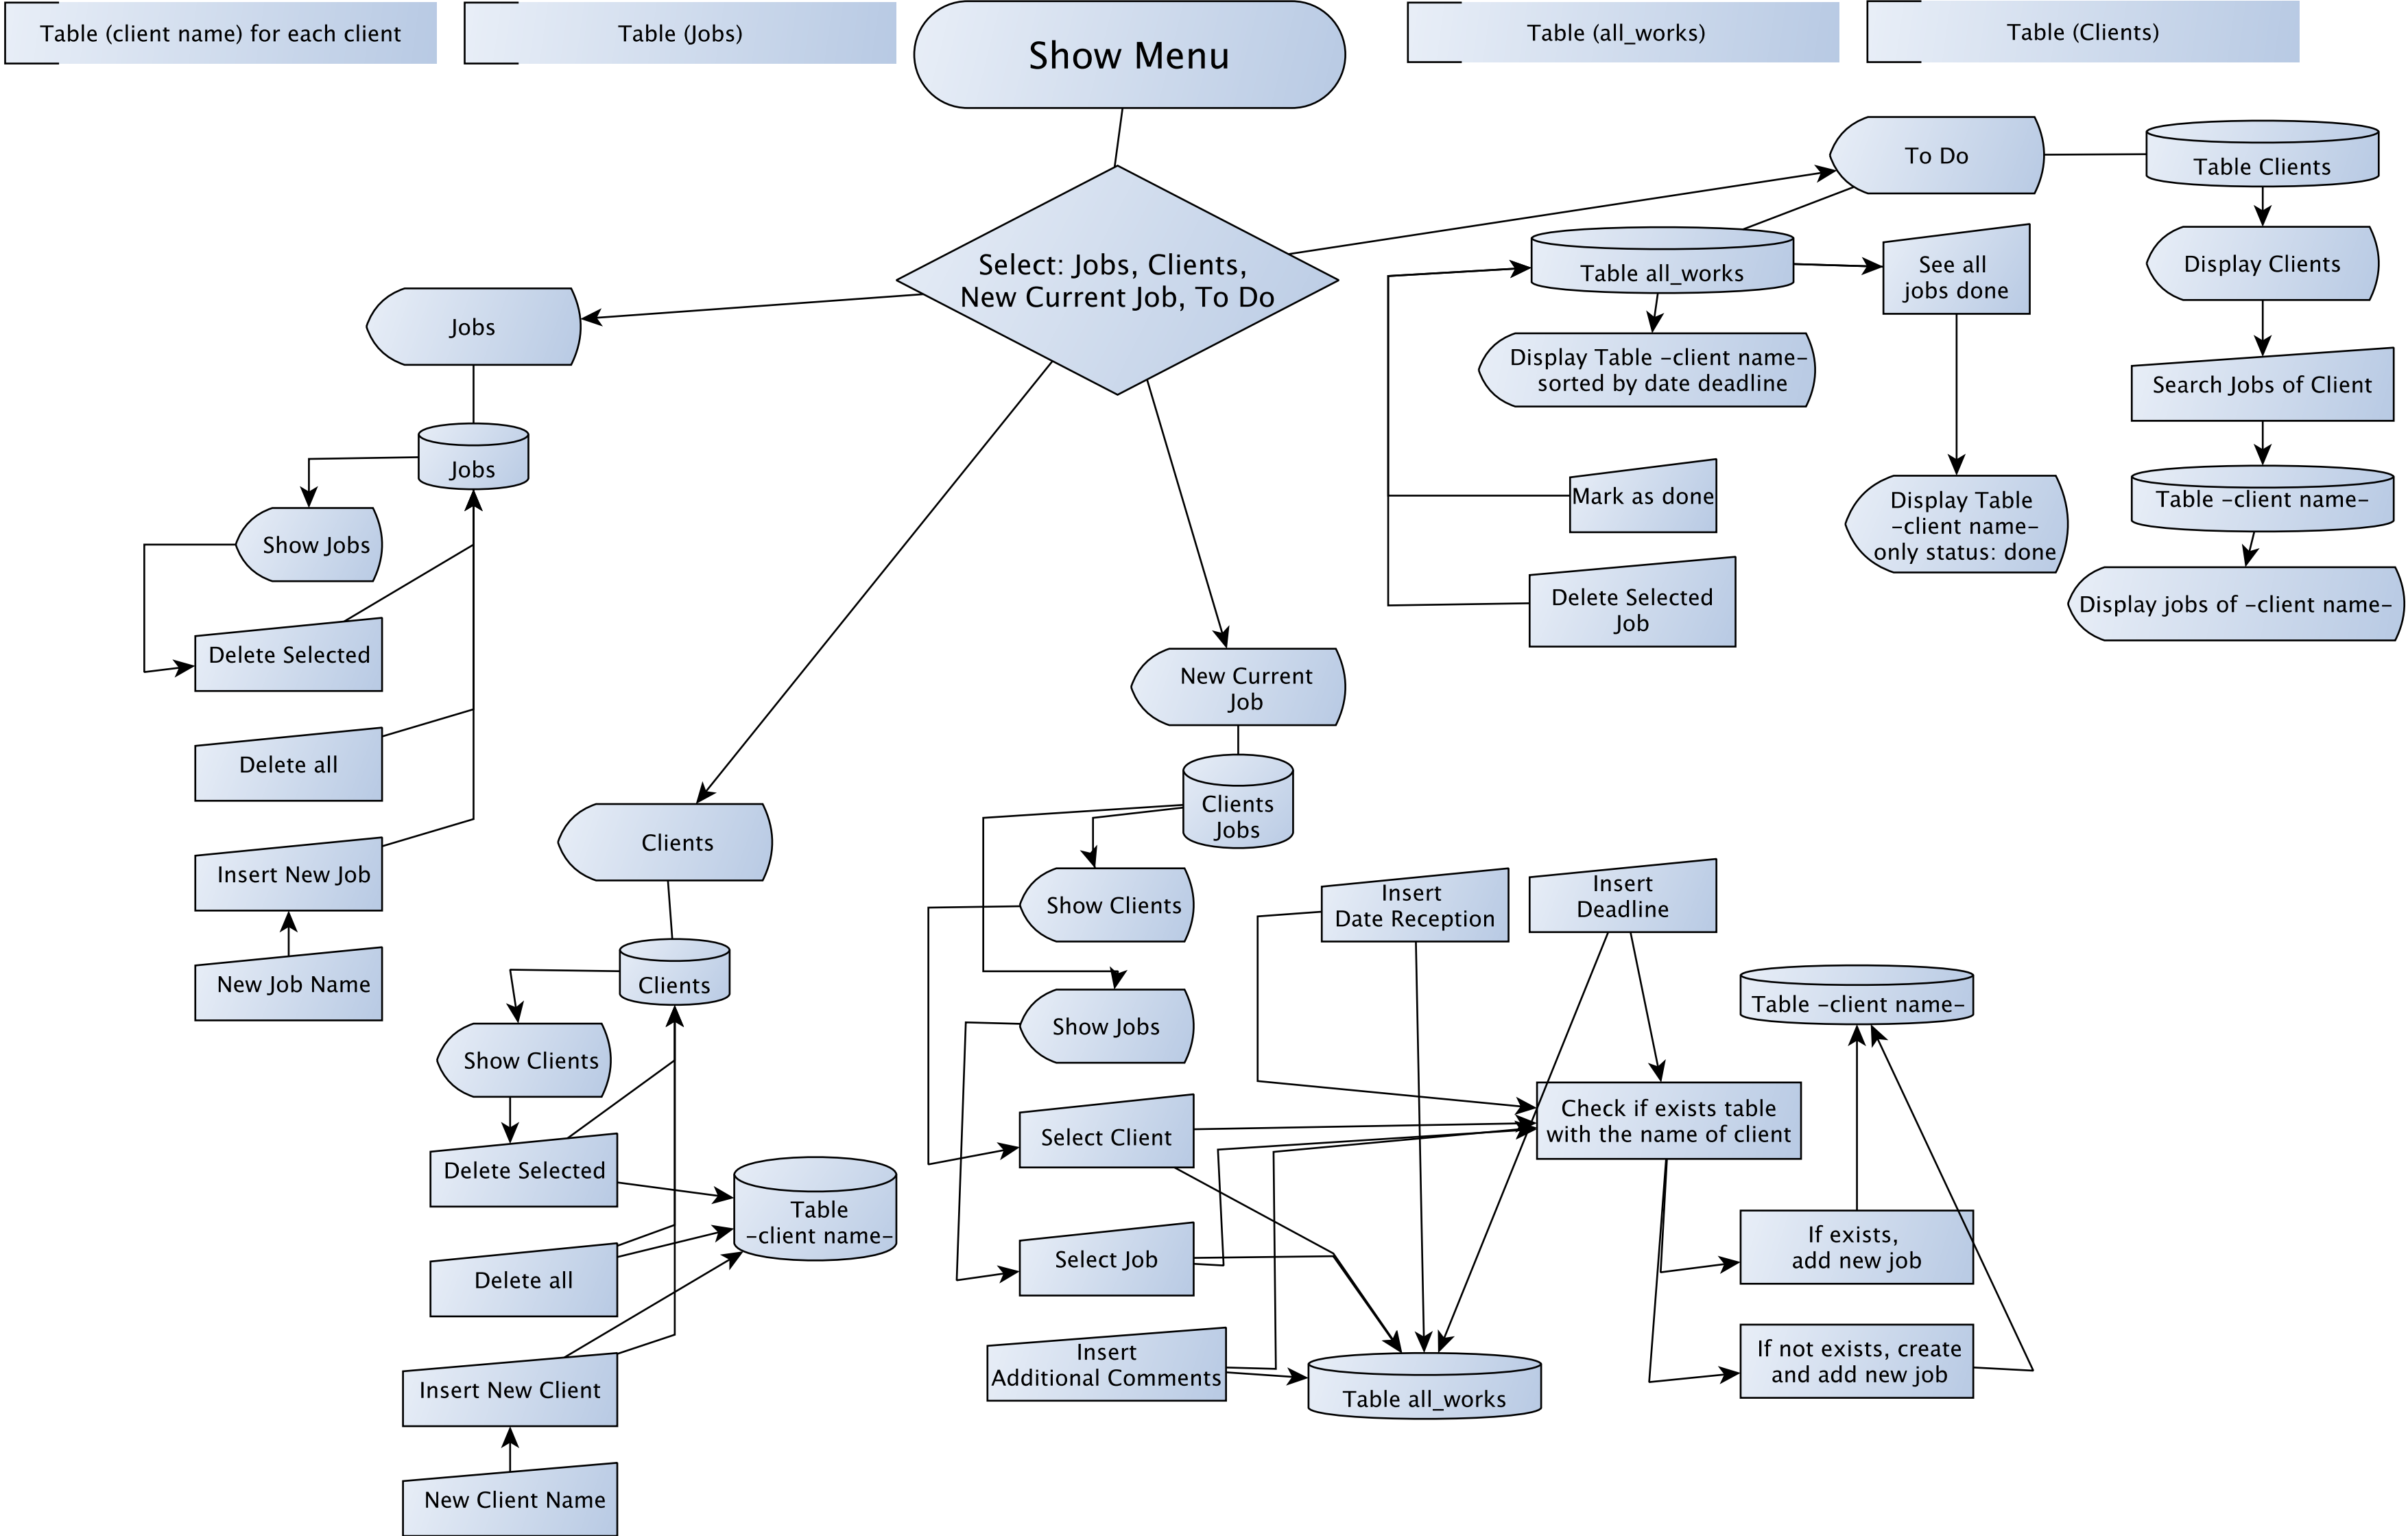 Table (client name) for each client
Table (Jobs)
Show Menu
Table (all_works)
Table (Clients)
Select: Jobs, Clients,
New Current Job, To Do
To Do
Table Clients
Table all_works
See all
jobs done
Display Clients
Display Table -client name-
sorted by date deadline
Search Jobs of Client
Mark as done
Display Table
-client name-
only status: done
Table -client name-
Delete Selected
Job
Display jobs of -client name-
Jobs
Jobs
Show Jobs
Delete Selected
Delete all
Insert New Job
New Job Name
Clients
Clients
Show Clients
Delete Selected
Table
-client name-
Delete all
Insert New Client
New Client Name
New Current
Job
Clients
Jobs
Show Clients
Insert
Date Reception
Insert
Deadline
Show Jobs
Table -client name-
Select Client
Check if exists table
with the name of client
Select Job
If exists,
add new job
Insert
Additional Comments
Table all_works
If not exists, create
and add new job